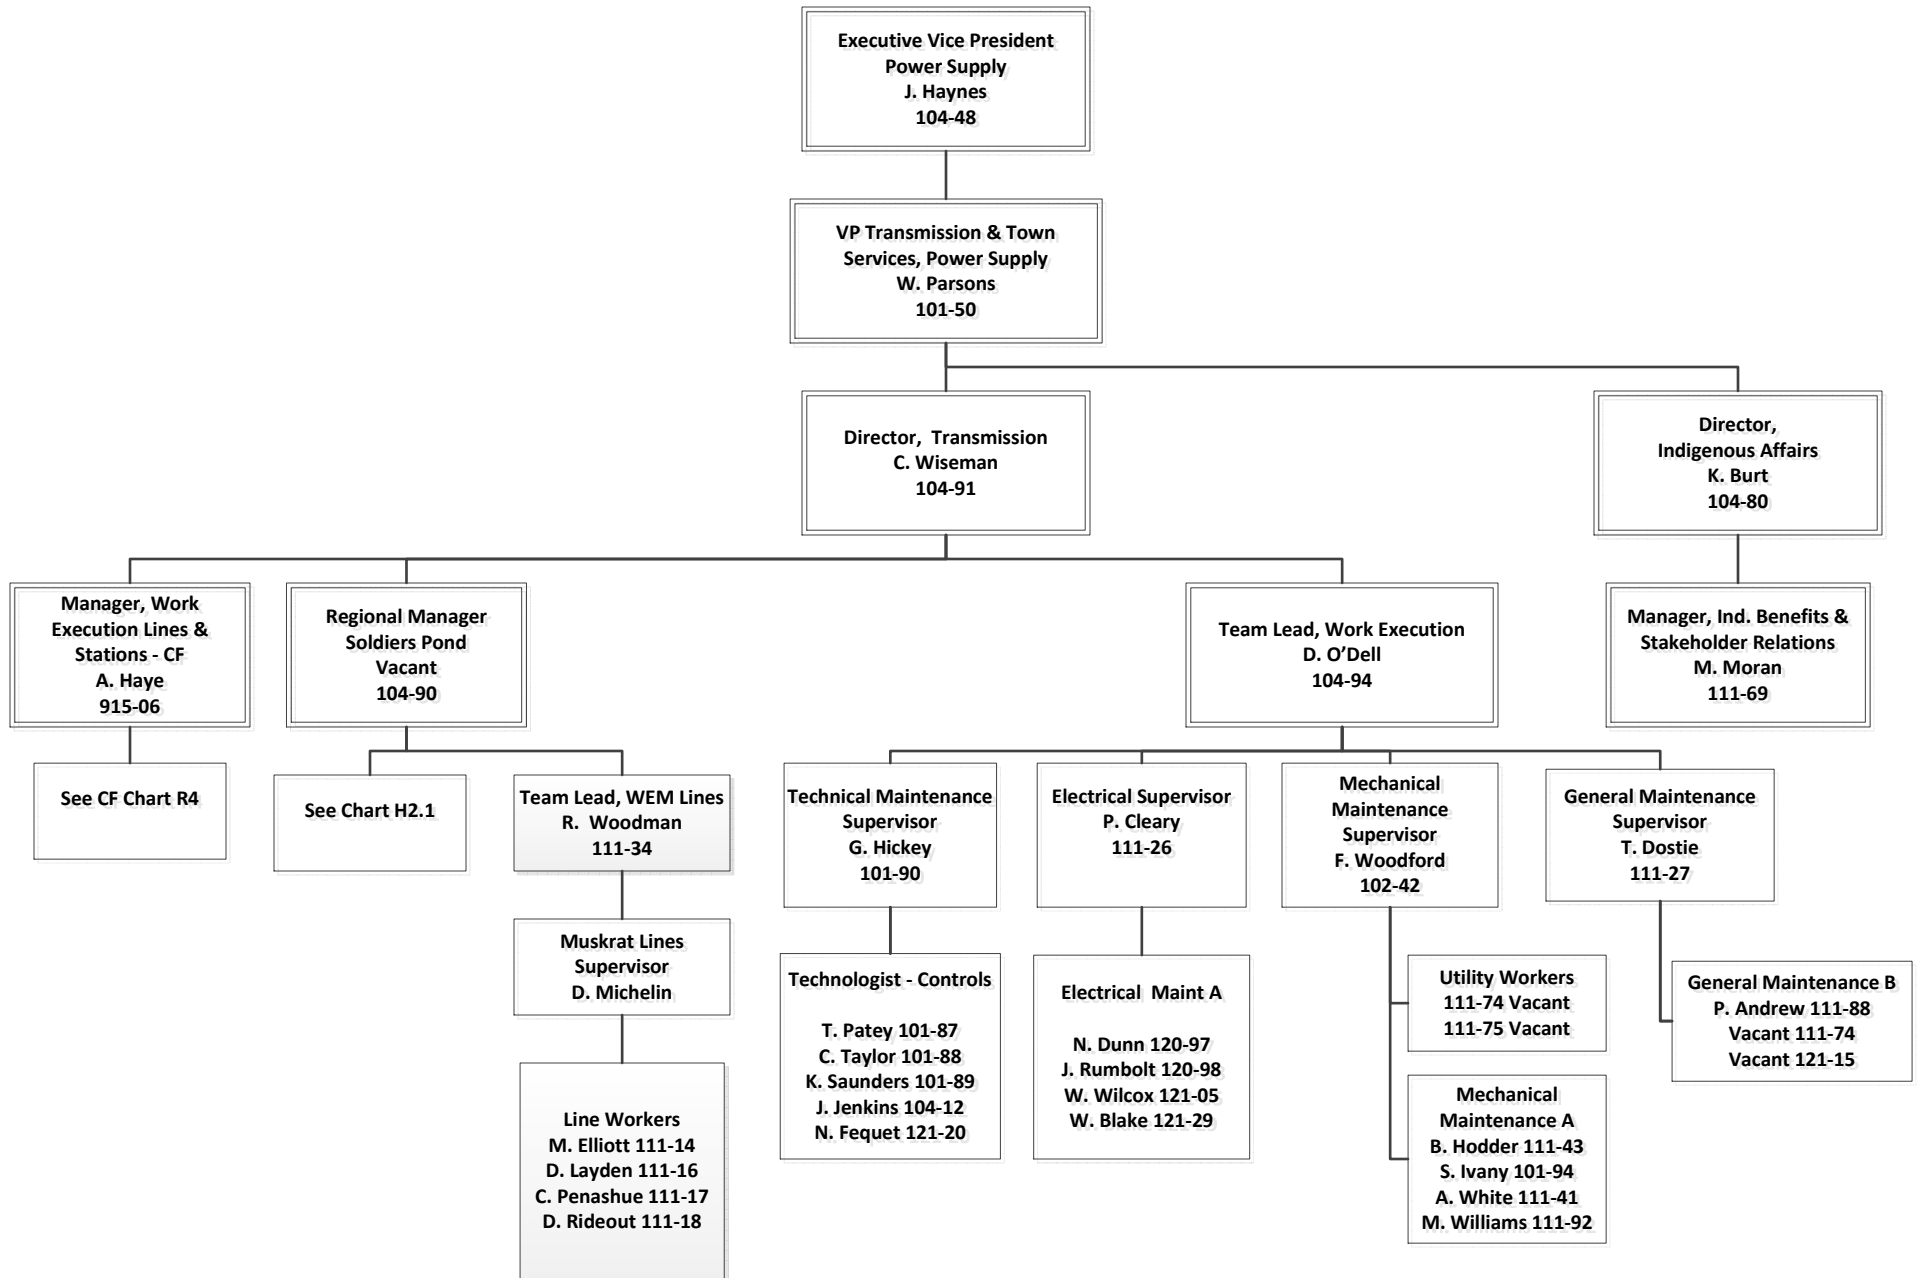 Executive Vice President
Power Supply
J. Haynes
104-48
VP Transmission & Town
Services, Power Supply
W. Parsons
101-50
Director, Transmission
C. Wiseman
104-91
Director,
Indigenous Affairs
K. Burt
104-80
Manager, Work
Execution Lines &
Stations - CF
A. Haye
915-06
Regional Manager
Soldiers Pond
Vacant
104-90
Team Lead, Work Execution
D. O’Dell
104-94
Manager, Ind. Benefits &
Stakeholder Relations
M. Moran
111-69
See CF Chart R4
See Chart H2.1
Team Lead, WEM Lines
R. Woodman
111-34
Technical Maintenance
Supervisor
G. Hickey
101-90
Electrical Supervisor
P. Cleary
111-26
Mechanical
Maintenance
Supervisor
F. Woodford
102-42
General Maintenance
Supervisor
T. Dostie
111-27
Muskrat Lines
Supervisor
D. Michelin
Technologist - Controls
T. Patey 101-87
C. Taylor 101-88
K. Saunders 101-89
J. Jenkins 104-12
N. Fequet 121-20
Electrical Maint A
N. Dunn 120-97
J. Rumbolt 120-98
W. Wilcox 121-05
W. Blake 121-29
Utility Workers
111-74 Vacant
111-75 Vacant
General Maintenance B
P. Andrew 111-88
Vacant 111-74
Vacant 121-15
Line Workers
M. Elliott 111-14
D. Layden 111-16
C. Penashue 111-17
D. Rideout 111-18
Mechanical
Maintenance A
B. Hodder 111-43
S. Ivany 101-94
A. White 111-41
M. Williams 111-92